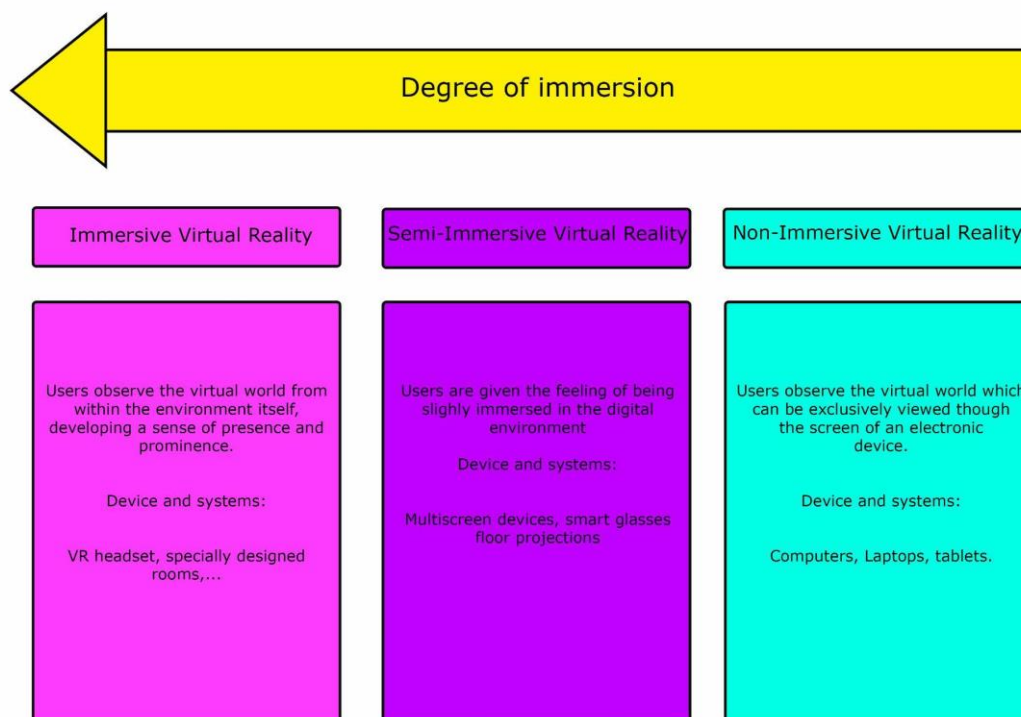 Degree of immersion
Immersive Virtual Reality
Semi-Immersive Virtual Reality
Non-Immersive Virtual Reality
Users observe the virtual world from
within the environment itself,
developing a sense of presence and
prominence.
Device and systems:
VR headset, specially designed
rooms,...
Users are given the feeling of being
slighly immersed in the digital
environment
Device and systems:
Multiscreen devices, smart glasses
floor projections
Users observe the virtual world which
can be exclusively viewed though
the screen of an electronic
device.
Device and systems:
Computers, Laptops, tablets.